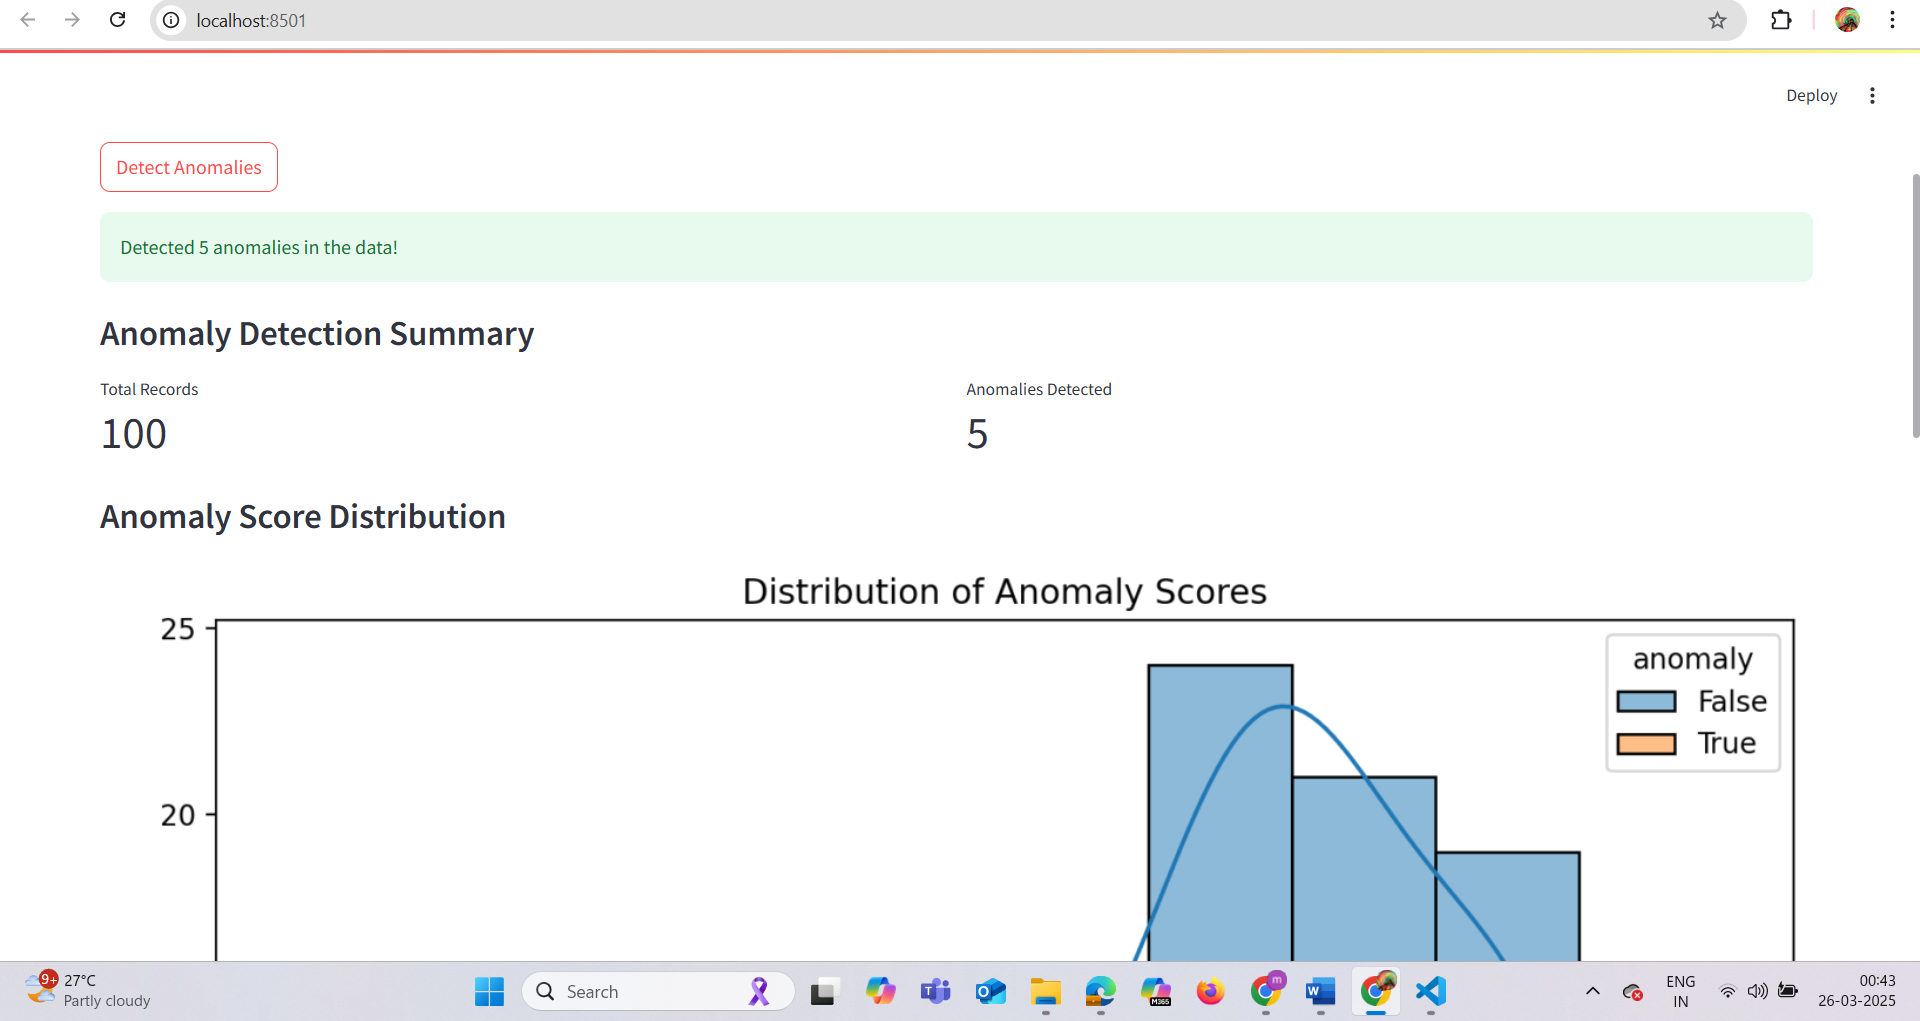 localhost:8501
Deploy
Detect Anomalies
Detected 5 anomalies in the data!
Anomaly Detection Summary
Total Records
Anomalies Detected
100
5
Anomaly Score Distribution
Distribution of Anomaly Scores
25
20
anomaly
False
True
9+
27°C
Partly cloudy
Search
T
O
M365
m
W
ENG
IN
00:43
26-03-2025